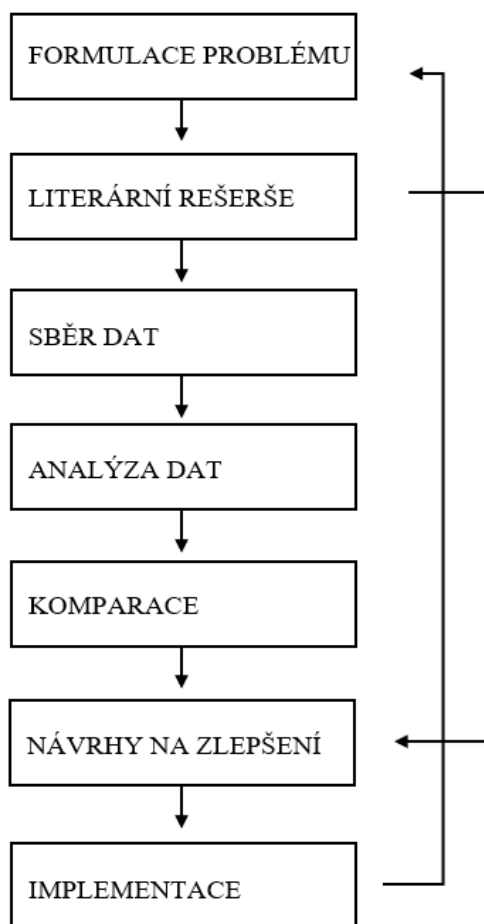 FORMULACE PROBLÉMU
LITERÁRNÍ REŠERŠE
SBĚR DAT
ANALÝZA DAT
KOMPARACE
NÁVRHY NA ZLEPŠENÍ
IMPLEMENTACE